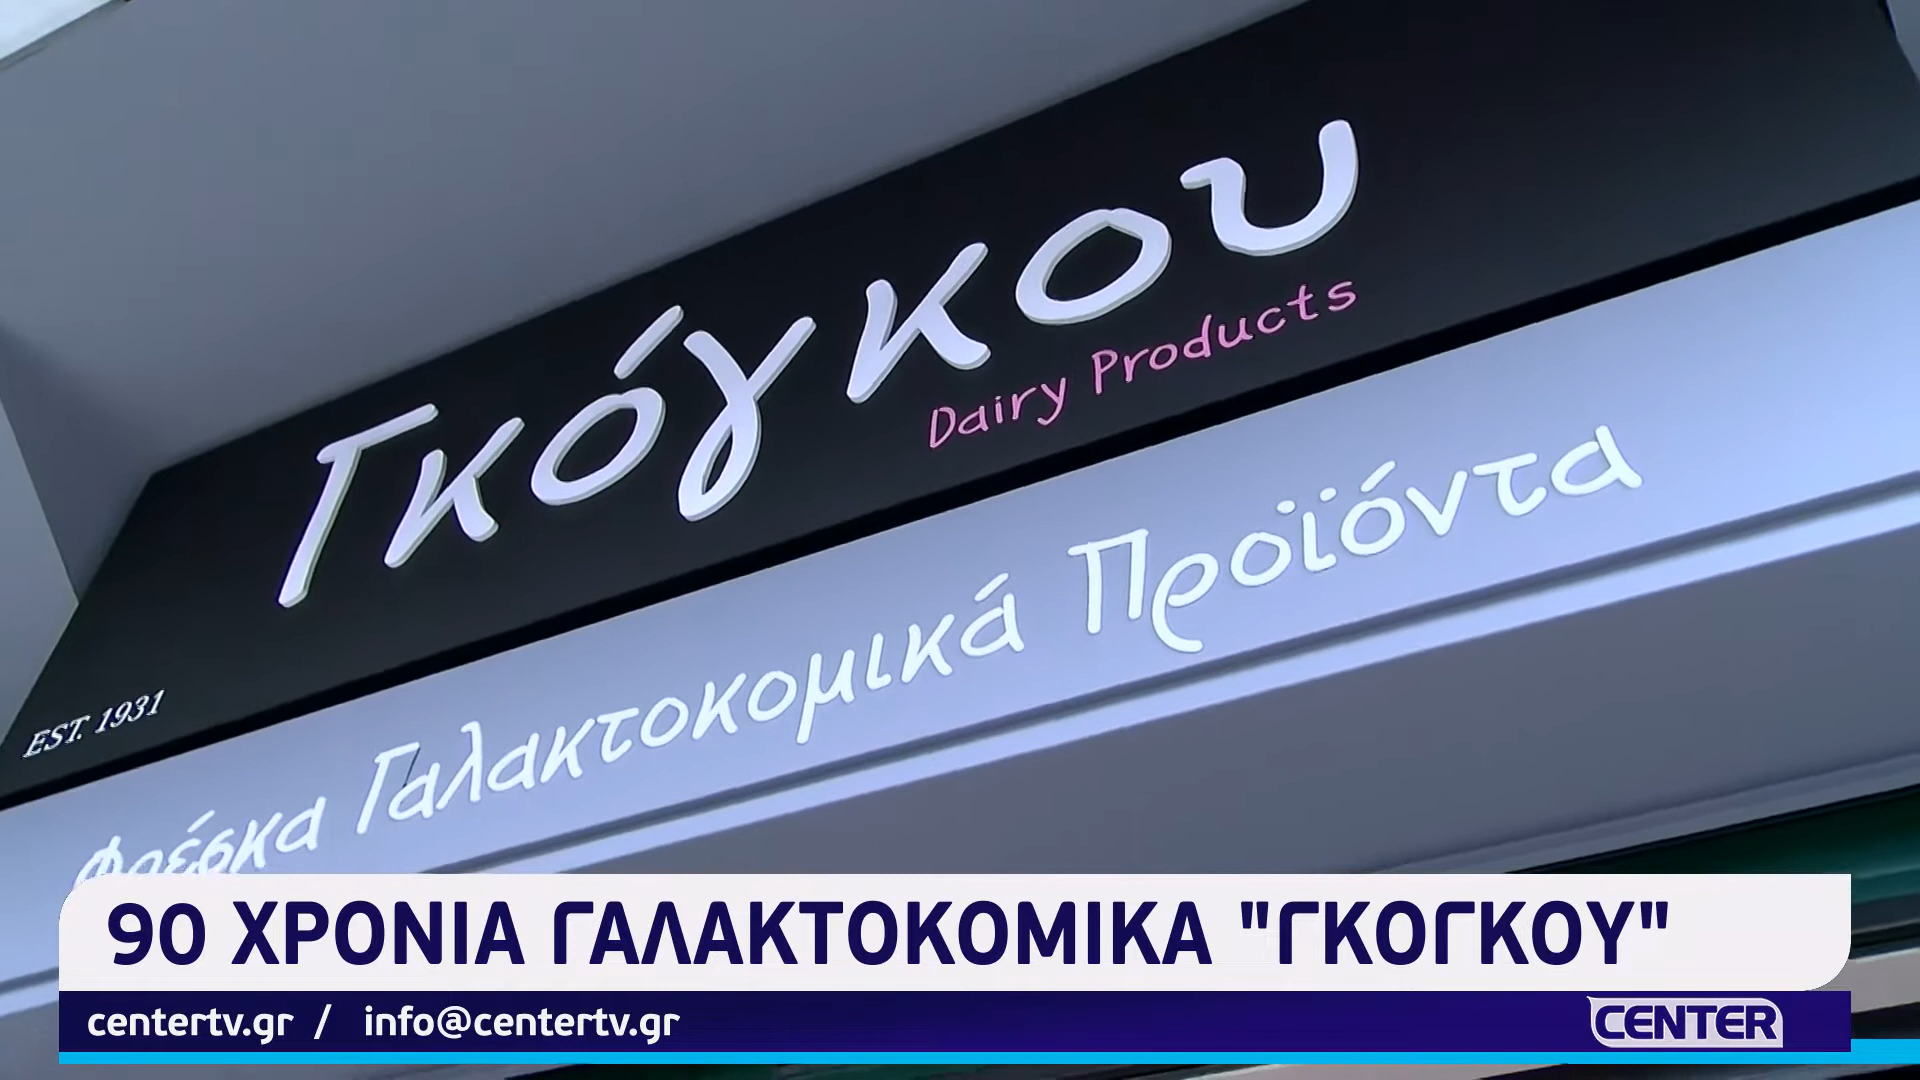 Γκόγκου
Dairy Products
EST. 1931
Φρέσκα Γαλακτοκομικά Προϊόντα
90 ΧΡΟΝΙΑ ΓΑΛΑΚΤΟΚΟΜΙΚΑ "ΓΚΟΓΚΟΥ"
centertv.gr / info@centertv.gr
CENTER